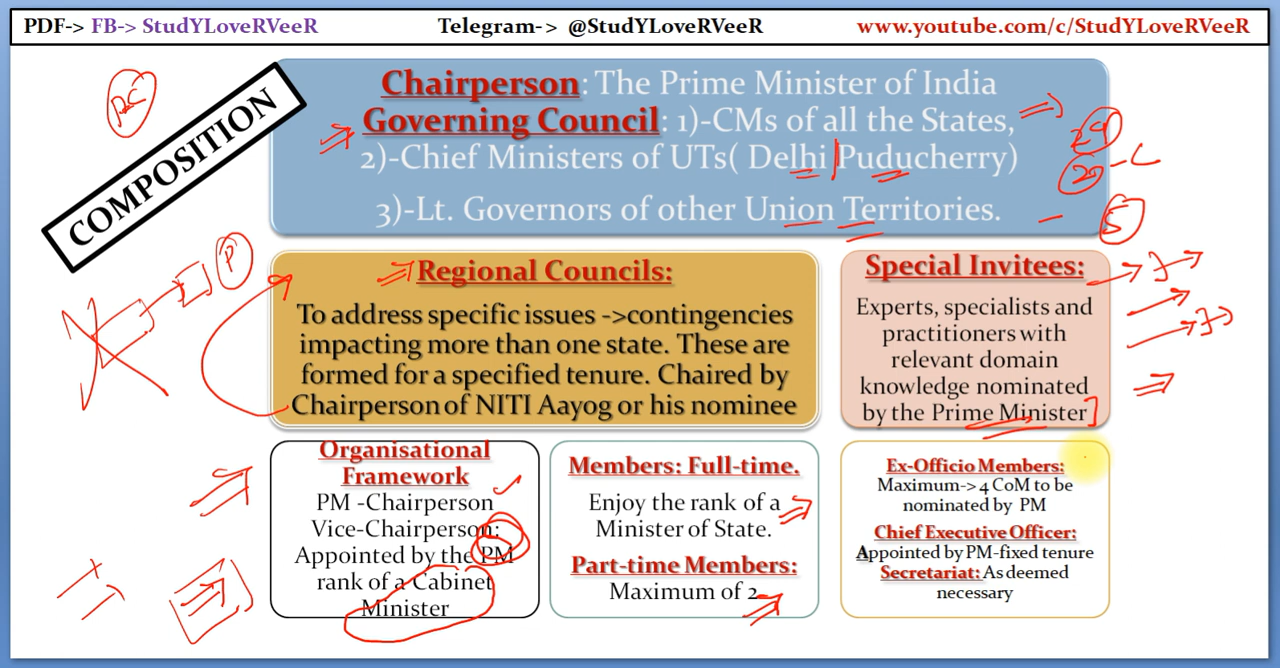 PDF-> FB-> StudYLoveRVeeR Telegram-> @StudYLoveRVeeR www.youtube.com/c/StudYLoveRVeeR
COMPOSITION
Chairperson: The Prime Minister of India
Governing Council: 1)-CMs of all the States,
2)-Chief Ministers of UTs( Delhi Puducherry)
3)-Lt. Governors of other Union Territories.
5
P
Regional Councils:
To address specific issues ->contingencies
impacting more than one state. These are
formed for a specified tenure. Chaired by
Chairperson of NITI Aayog or his nominee
Special Invitees:
Experts, specialists and
practitioners with
relevant domain
knowledge nominated
by the Prime Minister
Organisational
Framework
PM -Chairperson
Vice-Chairperson:
Appointed by the PM
rank of a Cabinet
Minister
Members: Full-time.
Enjoy the rank of a
Minister of State.
Part-time Members:
Maximum of 2
Ex-Officio Members:
Maximum-> 4 CoM to be
nominated by PM
Chief Executive Officer:
Appointed by PM-fixed tenure
Secretariat: As deemed
necessary